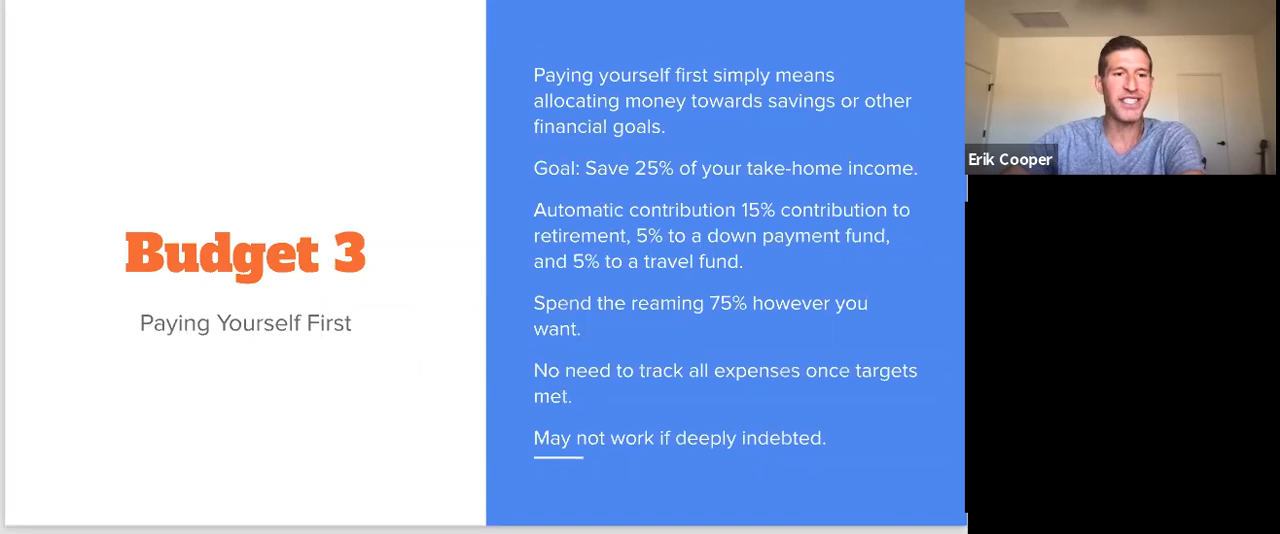 Budget 3
Paying Yourself First
Paying yourself first simply means
allocating money towards savings or other
financial goals.
Goal: Save 25% of your take-home income.
Automatic contribution 15% contribution to
retirement, 5% to a down payment fund,
and 5% to a travel fund.
Spend the reaming 75% however you
want.
No need to track all expenses once targets
met.
May not work if deeply indebted.
Erik Cooper